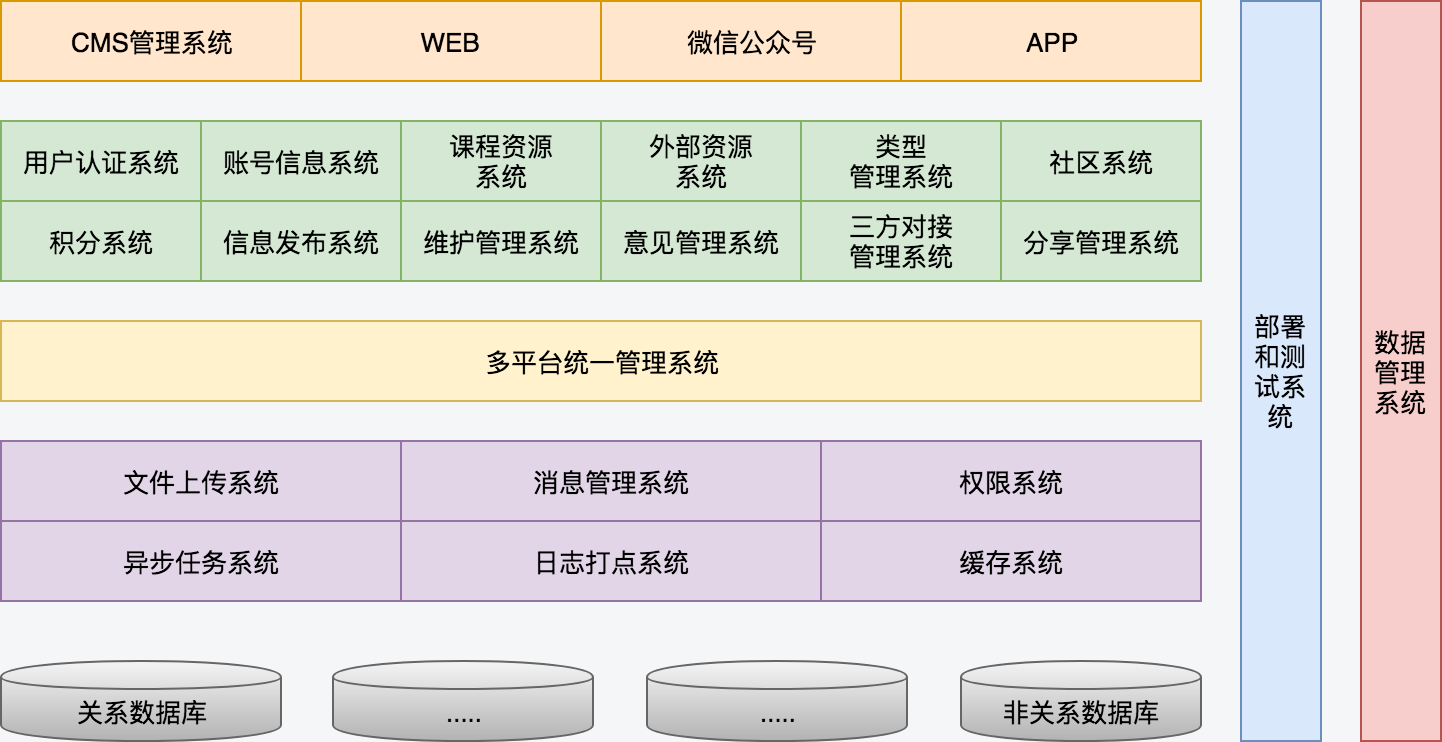 CMS管理系统
WEB
微信公众号
APP
用户认证系统
账号信息系统
课程资源
系统
外部资源
系统
类型
管理系统
社区系统
积分系统
信息发布系统
维护管理系统
意见管理系统
三方对接
管理系统
分享管理系统
多平台统一管理系统
文件上传系统
消息管理系统
权限系统
异步任务系统
日志打点系统
缓存系统
关系数据库
.....
.....
非关系数据库
部署
和测
试系
统
数据
管理
系统